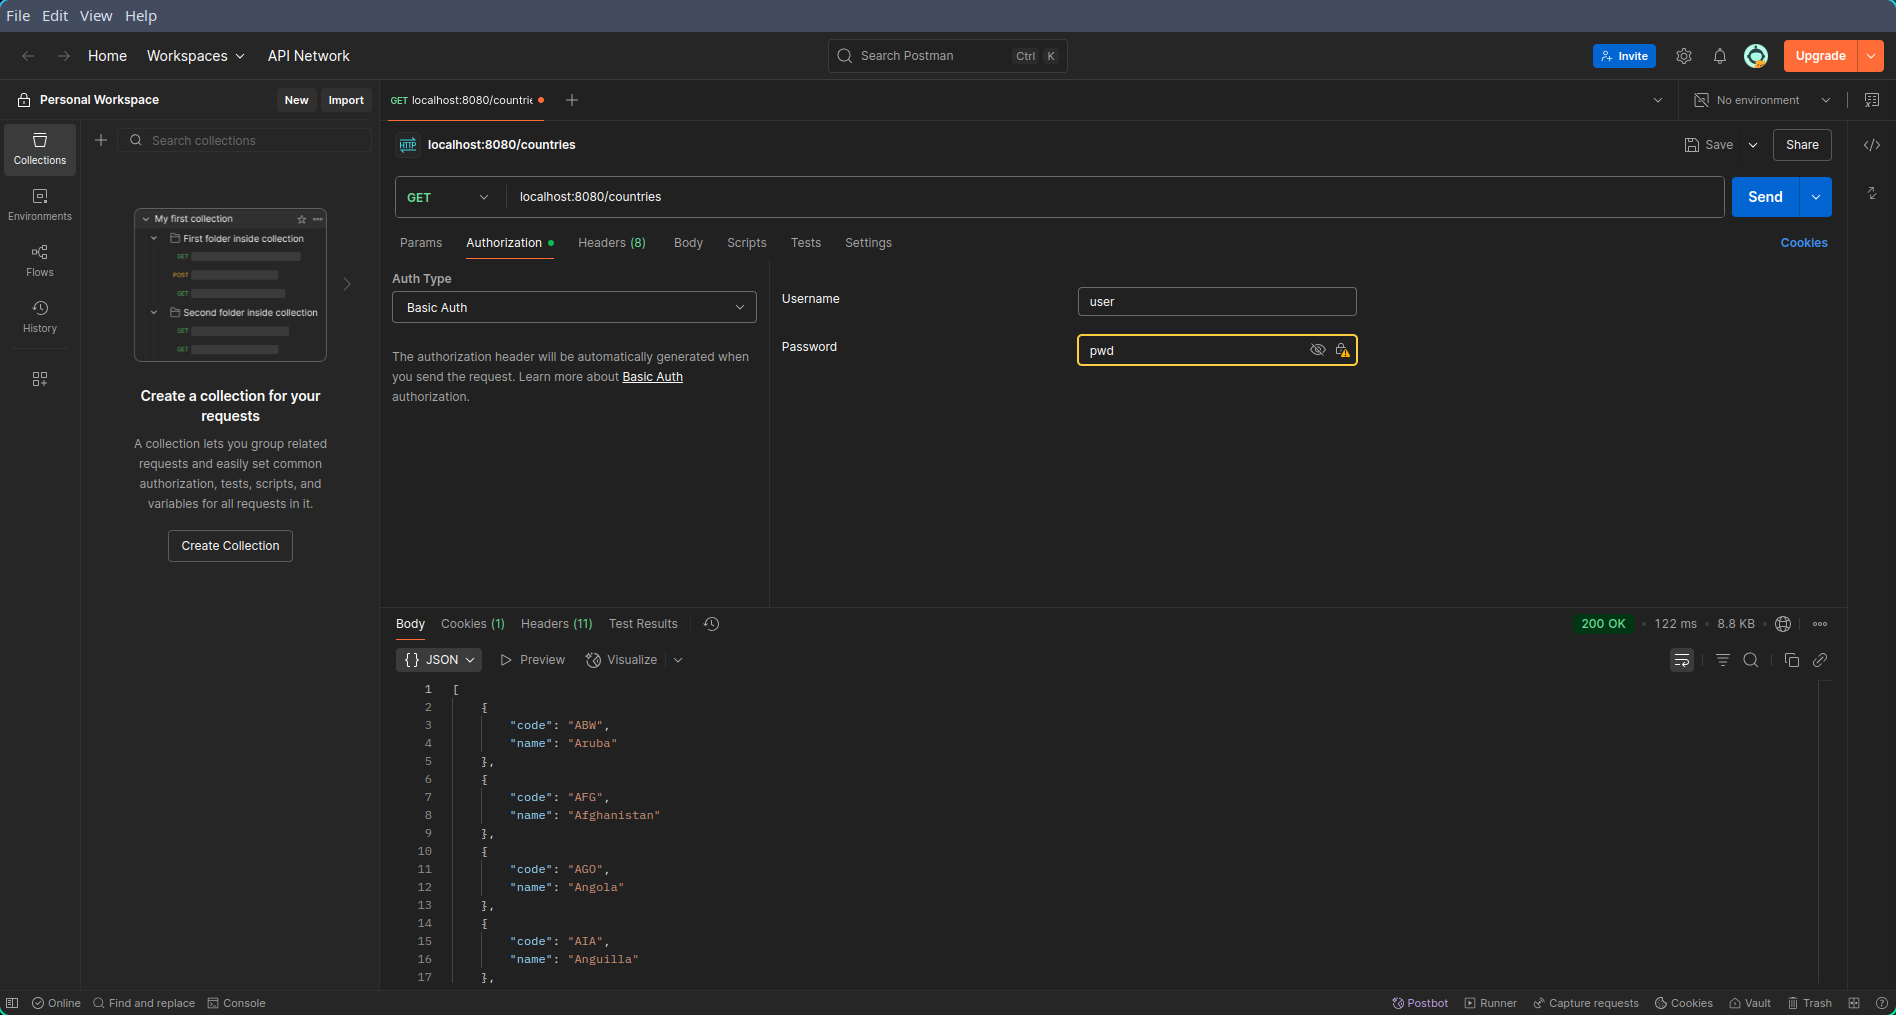 File Edit View Help
Home Workspaces API Network Search Postman Ctrl K Invite Upgrade
Personal Workspace New Import GET localhost:8080/countrie No environment
Search collections
localhost:8080/countries Save Share
Collections
Environments
Flows
History
My first collection
First folder inside collection
GET
POST
GET
Second folder inside collection
GET
GET
Create a collection for your
requests
A collection lets you group related
requests and easily set common
authorization, tests, scripts, and
variables for all requests in it.
Create Collection
HTTP
GET localhost:8080/countries Send
Params Authorization Headers (8) Body Scripts Tests Settings Cookies
Auth Type
Basic Auth
The authorization header will be automatically generated when
you send the request. Learn more about Basic Auth
authorization.
Username user
Password pwd
Body Cookies (1) Headers (11) Test Results 200 OK 122 ms 8.8 KB
{} JSON Preview Visualize
1 [
2 {
3 "code": "ABW",
4 "name": "Aruba"
5 },
6 {
7 "code": "AFG",
8 "name": "Afghanistan"
9 },
10 {
11 "code": "AGO",
12 "name": "Angola"
13 },
14 {
15 "code": "AIA",
16 "name": "Anguilla"
17 },
Online Find and replace Console Postbot Runner Capture requests Cookies Vault Trash